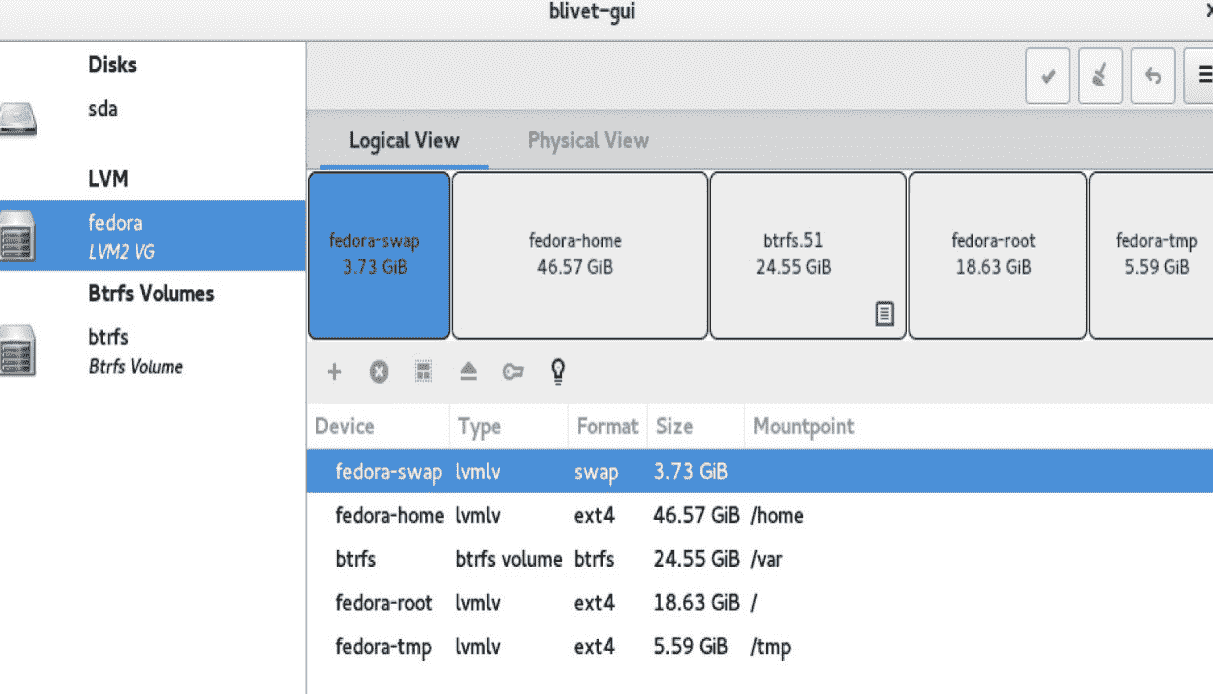 blivet-gui
Disks
sda
LVM
fedora
LVM2 VG
Btrfs Volumes
btrfs
Btrfs Volume
Logical View Physical View
fedora-swap
3.73 GiB
fedora-home
46.57 GiB
btrfs.51
24.55 GiB
fedora-root
18.63 GiB
fedora-tmp
5.59 GiB
Device Type Format Size Mountpoint
fedora-swap lvmlv swap 3.73 GiB
fedora-home lvmlv ext4 46.57 GiB /home
btrfs btrfs volume btrfs 24.55 GiB /var
fedora-root lvmlv ext4 18.63 GiB /
fedora-tmp lvmlv ext4 5.59 GiB /tmp